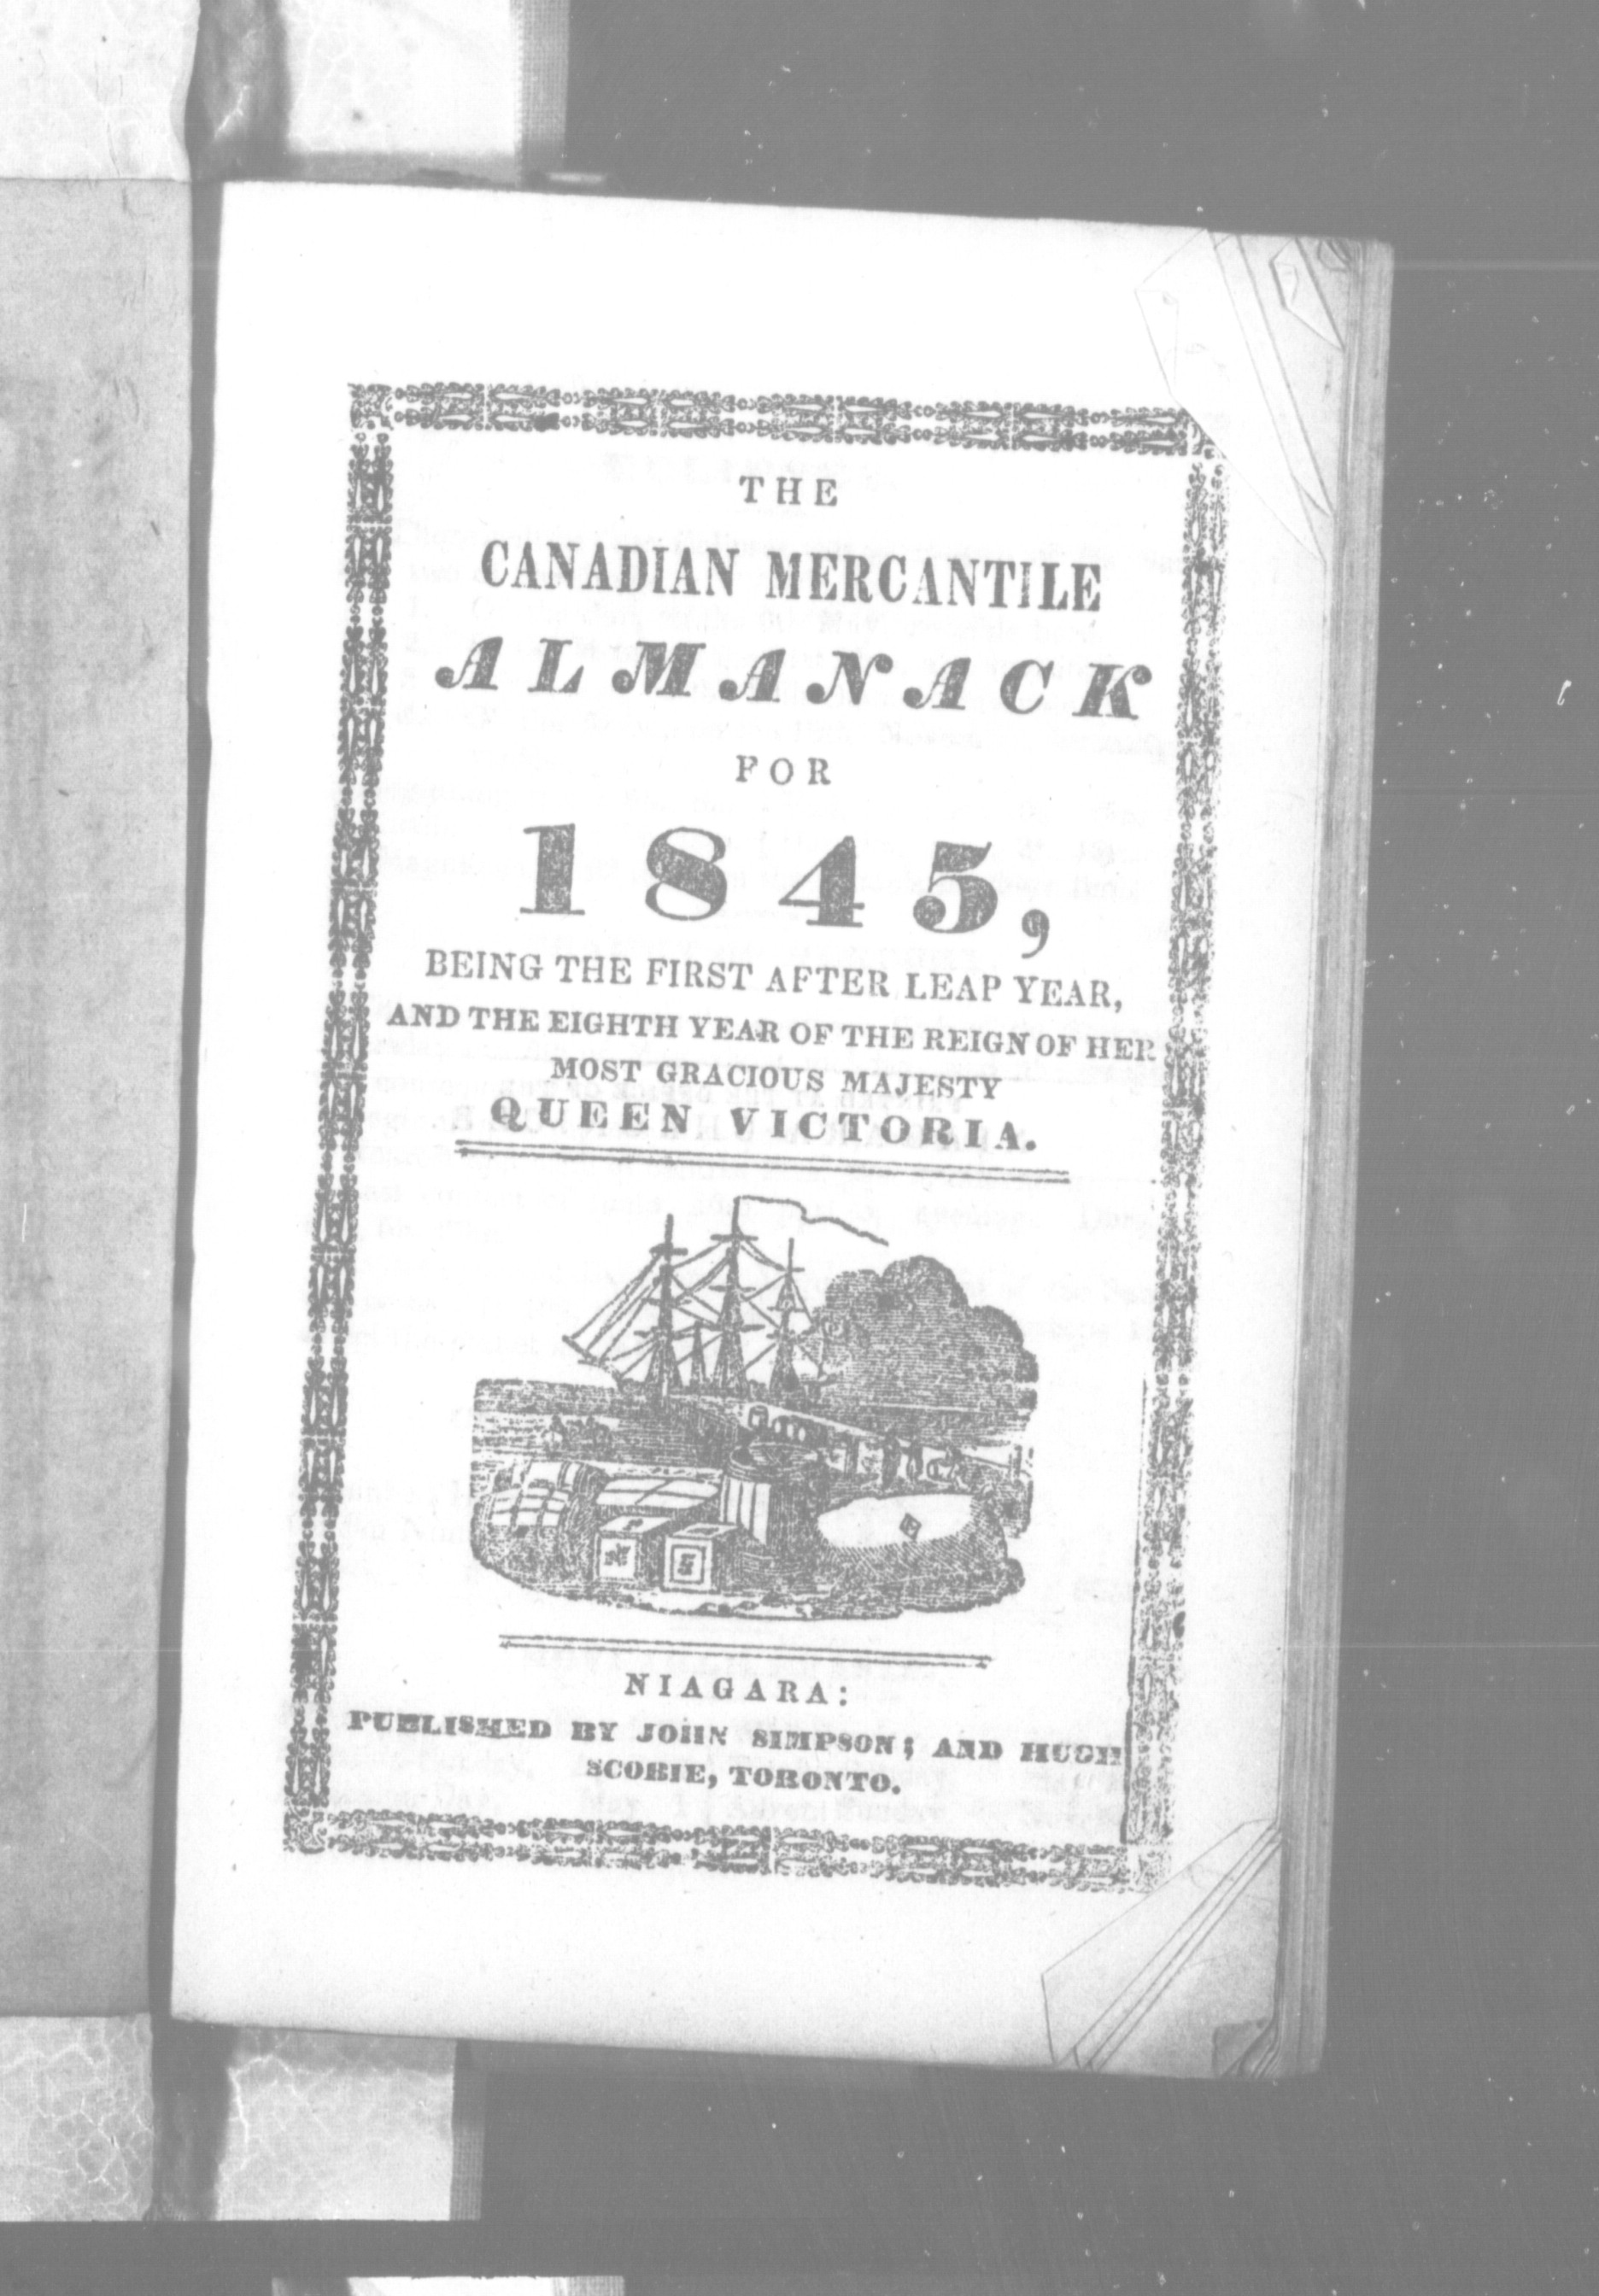 THE
CANADIAN MERCANTILE
ALMANACK
FOR
1845,
BEING THE FIRST AFTER LEAP YEAR,
AND THE EIGHTH YEAR OF THE REIGN OF HER
MOST GRACIOUS MAJESTY
QUEEN VICTORIA.
NIAGARA:
PUBLISHED BY JOHN SIMPSON; AND HUGH
SCOBIE, TORONTO.